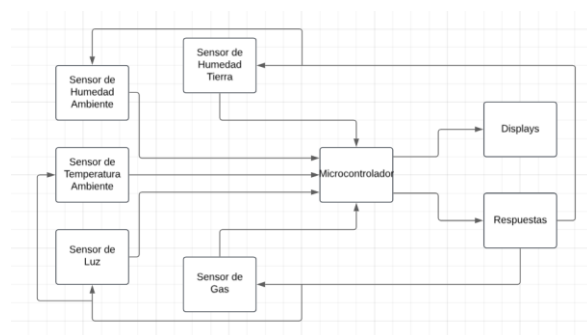 Sensor de
Humedad
Tierra
Sensor de
Humedad
Ambiente
Displays
Sensor de
Temperatura
Ambiente
Microcontrolador
Respuestas
Sensor de
Luz
Sensor de
Gas